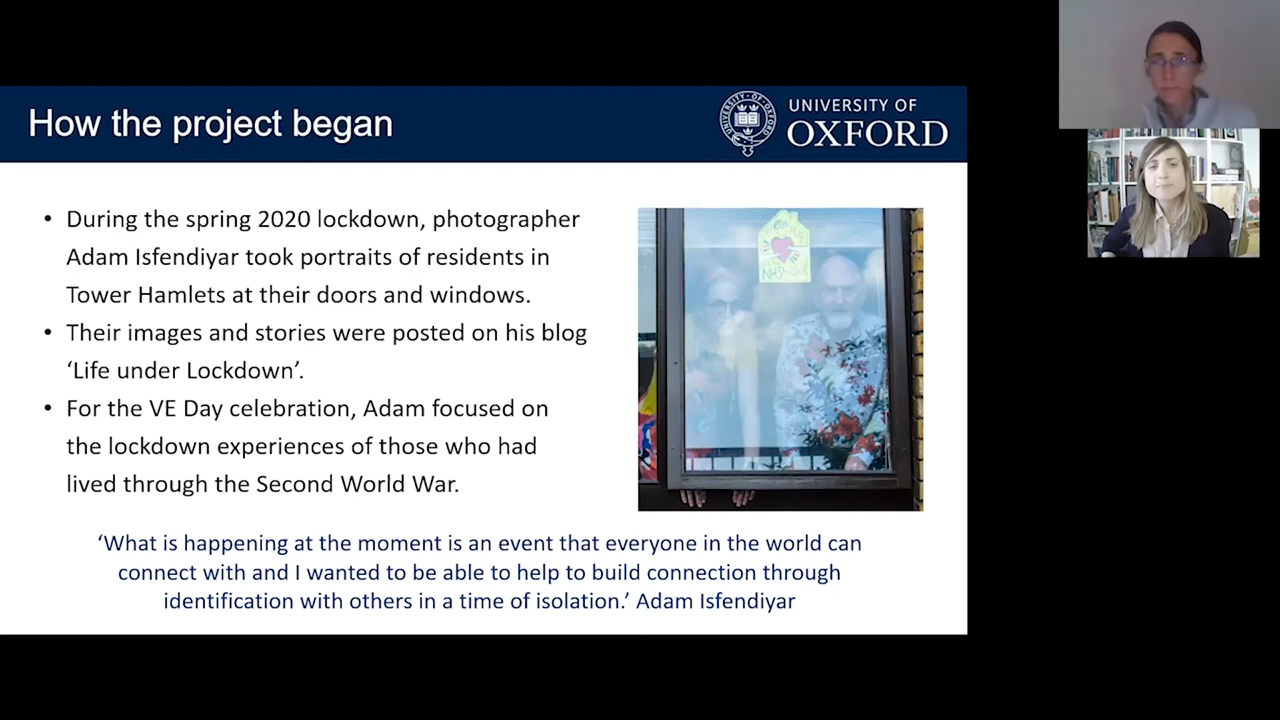 How the project began
UNIVERSITY OF
OXFORD
• During the spring 2020 lockdown, photographer
Adam Isfendiyar took portraits of residents in
Tower Hamlets at their doors and windows.
• Their images and stories were posted on his blog
‘Life under Lockdown’.
• For the VE Day celebration, Adam focused on
the lockdown experiences of those who had
lived through the Second World War.
NHS
‘What is happening at the moment is an event that everyone in the world can
connect with and I wanted to be able to help to build connection through
identification with others in a time of isolation.’ Adam Isfendiyar